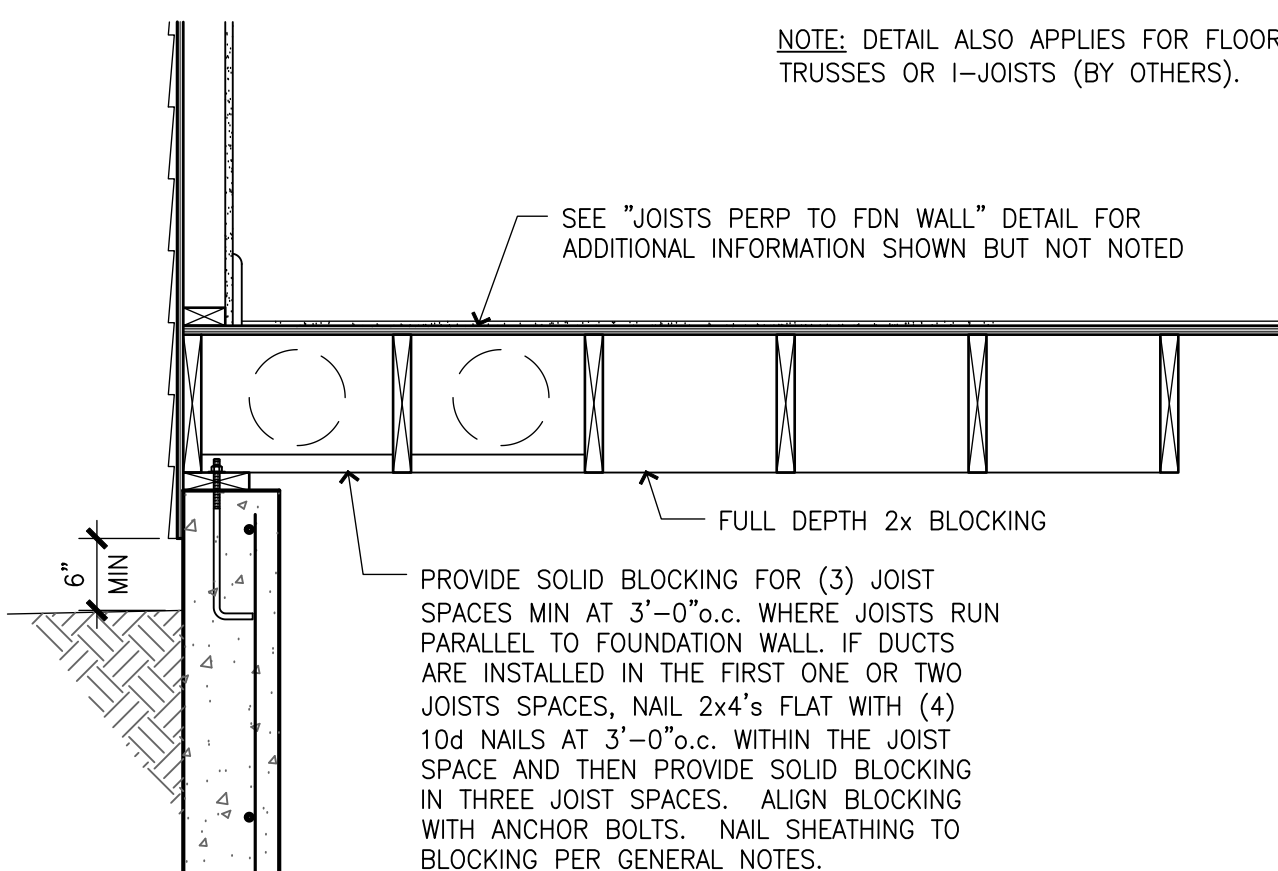 NOTE: DETAIL ALSO APPLIES FOR FLOOR
TRUSSES OR I-JOISTS (BY OTHERS).
SEE "JOISTS PERP TO FDN WALL" DETAIL FOR
ADDITIONAL INFORMATION SHOWN BUT NOT NOTED
FULL DEPTH 2x BLOCKING
6"
MIN
PROVIDE SOLID BLOCKING FOR (3) JOIST
SPACES MIN AT 3'-0"o.c. WHERE JOISTS RUN
PARALLEL TO FOUNDATION WALL. IF DUCTS
ARE INSTALLED IN THE FIRST ONE OR TWO
JOISTS SPACES, NAIL 2x4's FLAT WITH (4)
10d NAILS AT 3'-0"o.c. WITHIN THE JOIST
SPACE AND THEN PROVIDE SOLID BLOCKING
IN THREE JOIST SPACES. ALIGN BLOCKING
WITH ANCHOR BOLTS. NAIL SHEATHING TO
BLOCKING PER GENERAL NOTES.